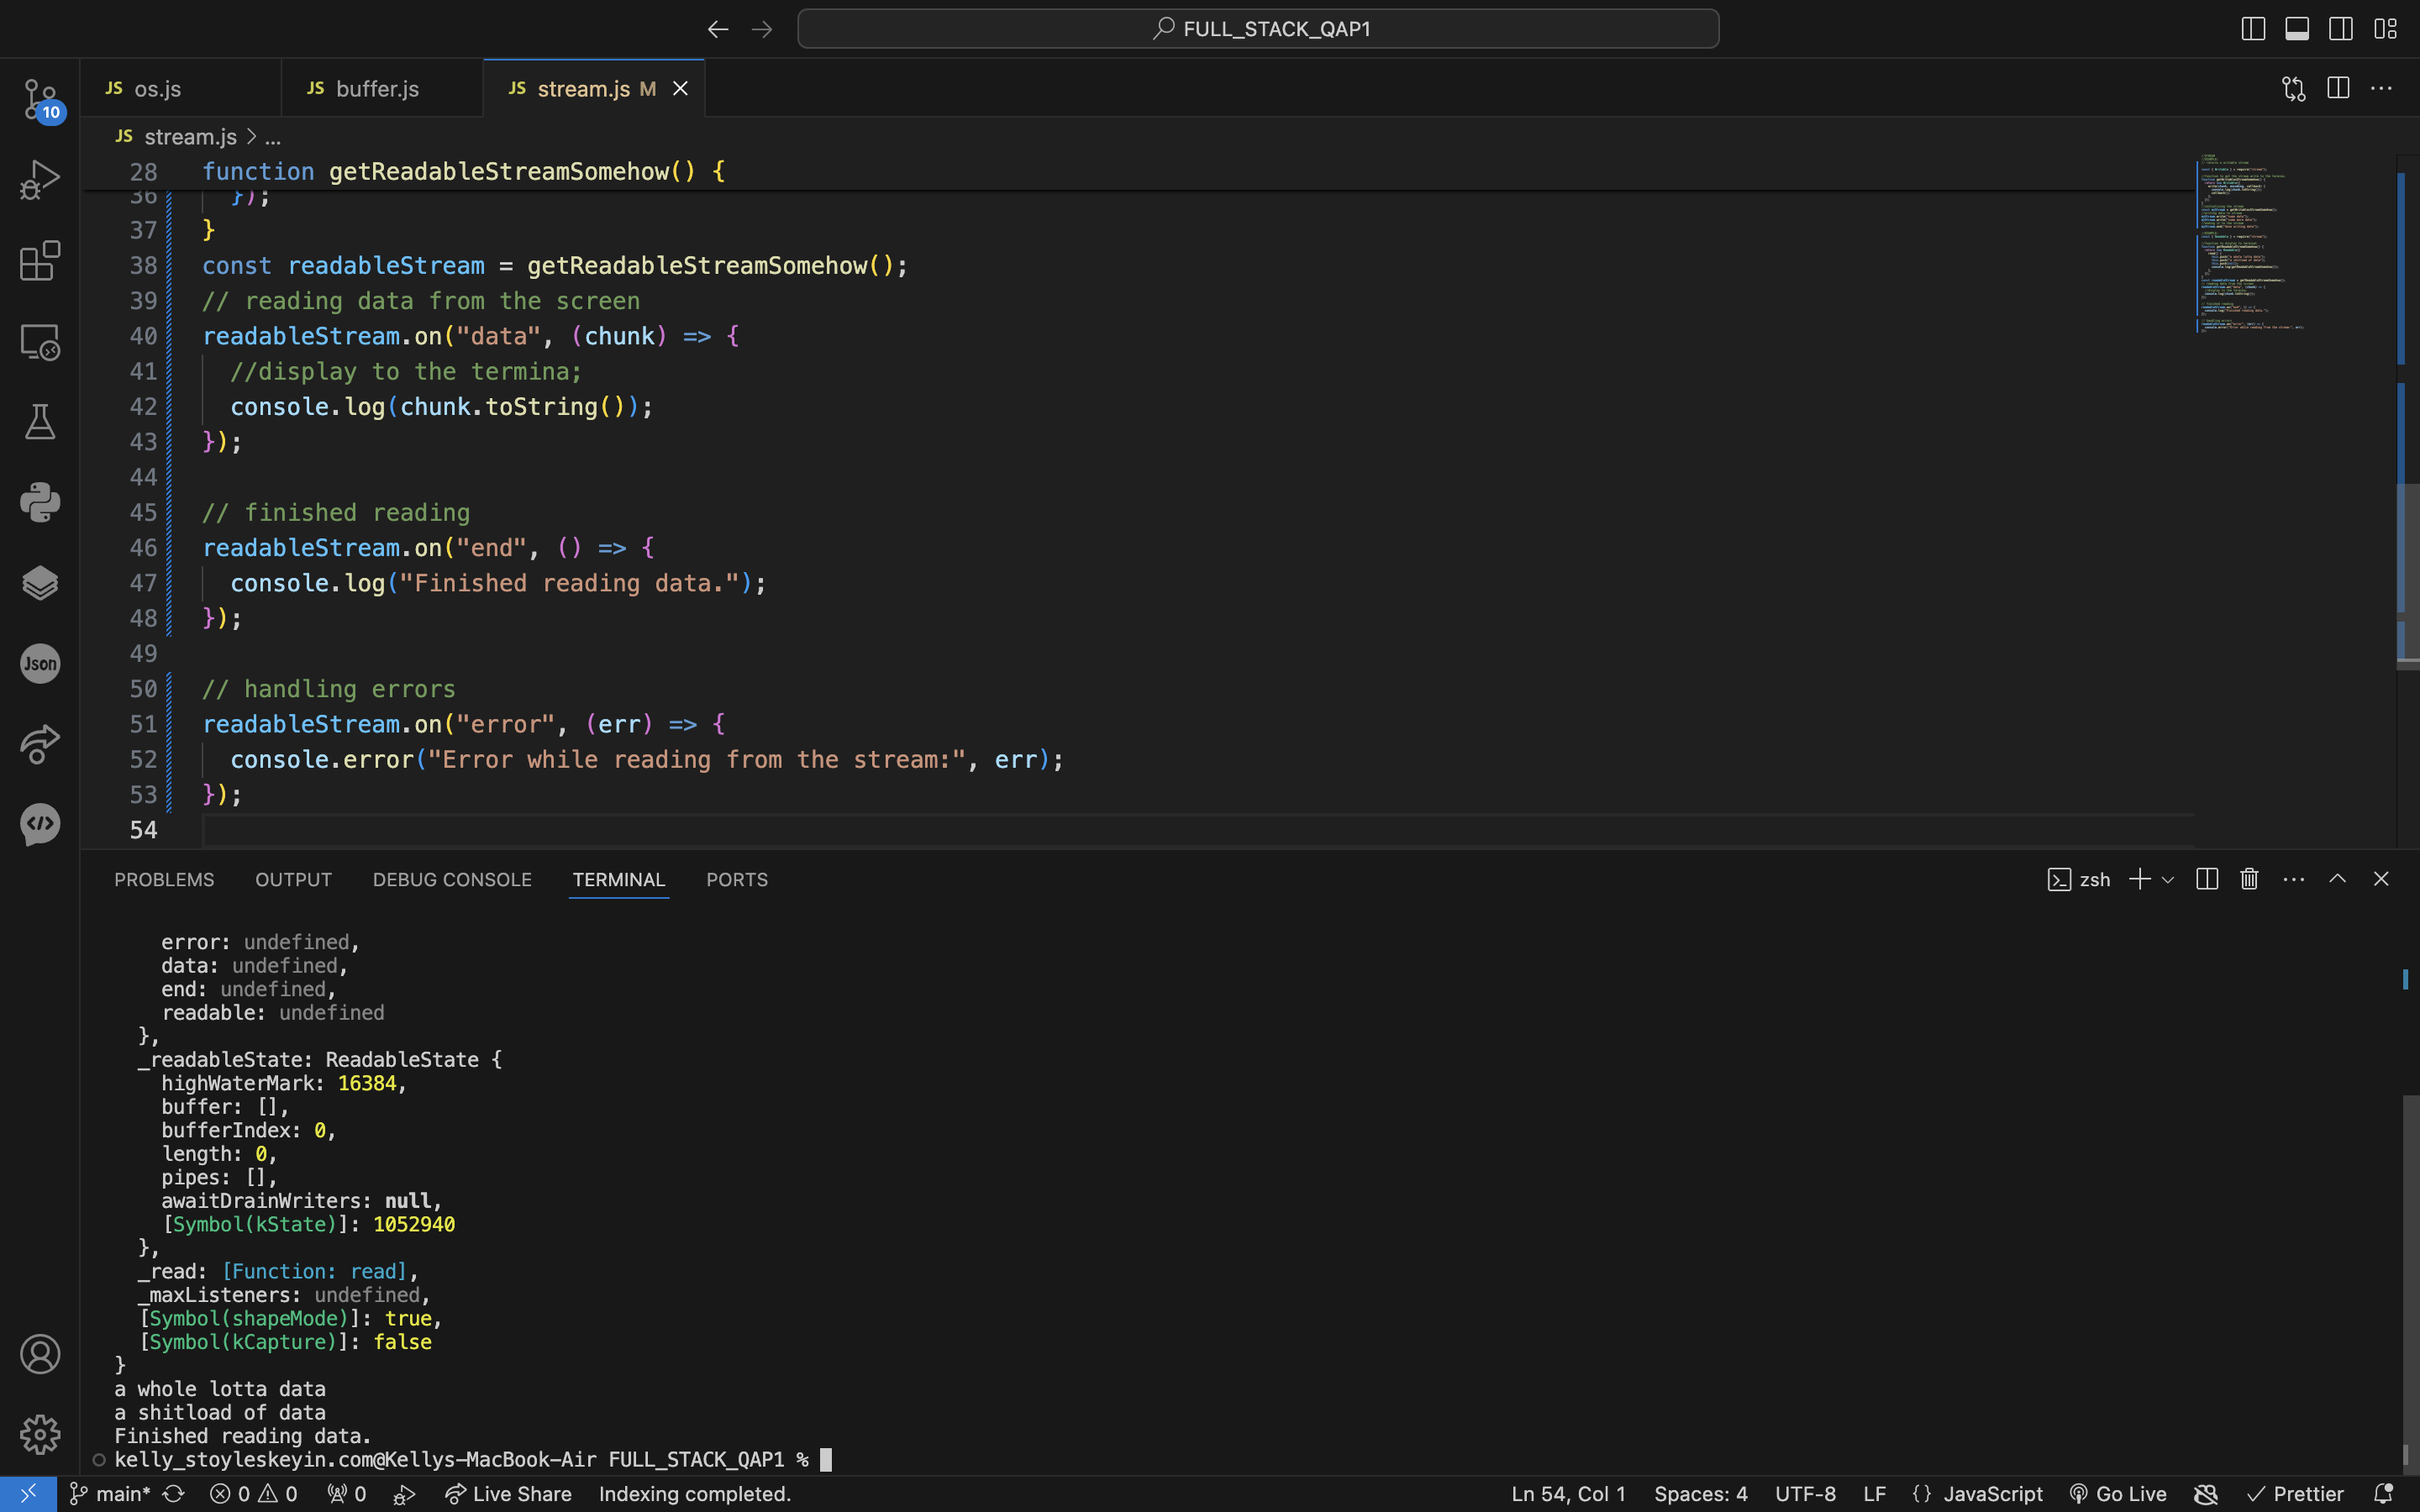 FULL_STACK_QAP1
JS os.js
JS buffer.js
JS stream.js M
10
JS stream.js > ...
28 function getReadableStreamSomehow() {
36 });
37 }
38 const readableStream = getReadableStreamSomehow();
39 // reading data from the screen
40 readableStream.on("data", (chunk) => {
41 //display to the termina;
42 console.log(chunk.toString());
43 });
44
45 // finished reading
46 readableStream.on("end", () => {
47 console.log("Finished reading data.");
48 });
49
50 // handling errors
51 readableStream.on("error", (err) => {
52 console.error("Error while reading from the stream:", err);
53 });
54
Json
PROBLEMS OUTPUT DEBUG CONSOLE TERMINAL PORTS
zsh
error: undefined,
data: undefined,
end: undefined,
readable: undefined
},
_readableState: ReadableState {
highWaterMark: 16384,
buffer: [],
bufferIndex: 0,
length: 0,
pipes: [],
awaitDrainWriters: null,
[Symbol(kState)]: 1052940
},
_read: [Function: read],
_maxListeners: undefined,
[Symbol(shapeMode)]: true,
[Symbol(kCapture)]: false
}
a whole lotta data
a shitload of data
Finished reading data.
kelly_stoyleskeyin.com@Kellys-MacBook-Air FULL_STACK_QAP1 %
main* 0 0 0 Live Share Indexing completed. Ln 54, Col 1 Spaces: 4 UTF-8 LF {} JavaScript Go Live Prettier